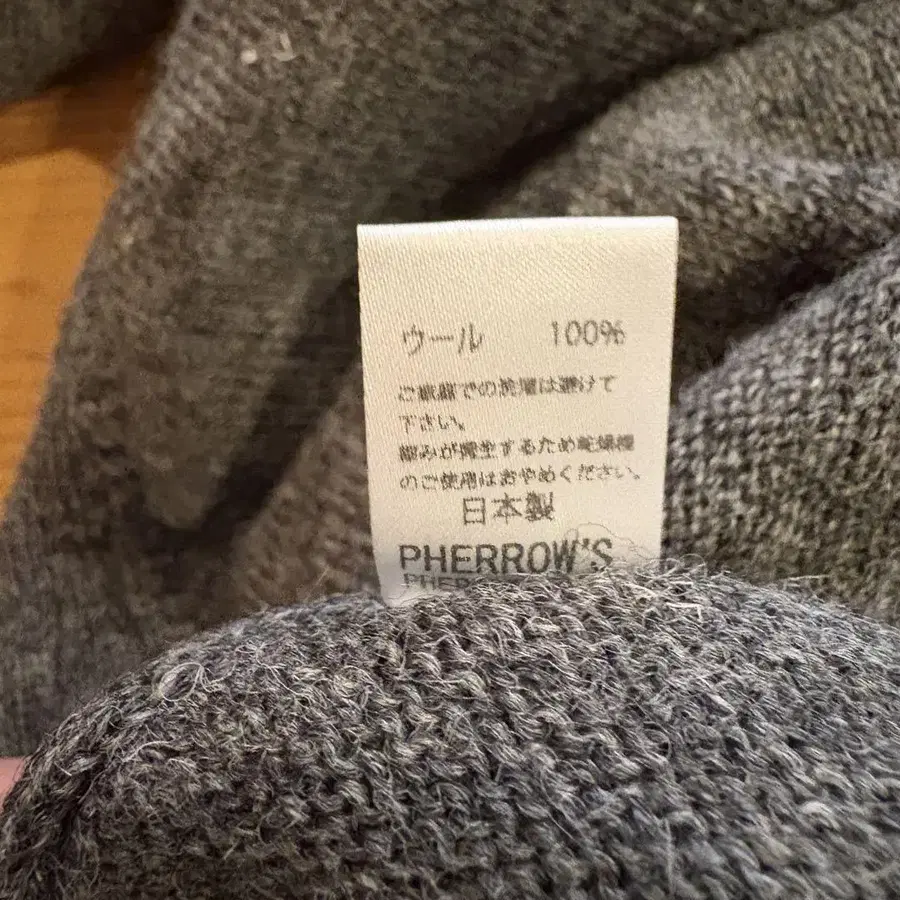 ウール 100%
ご家庭での洗濯は避けて
下さい。
縮みが発生するため乾燥機
のご使用はおやめください。
日本製
PHERROW'S